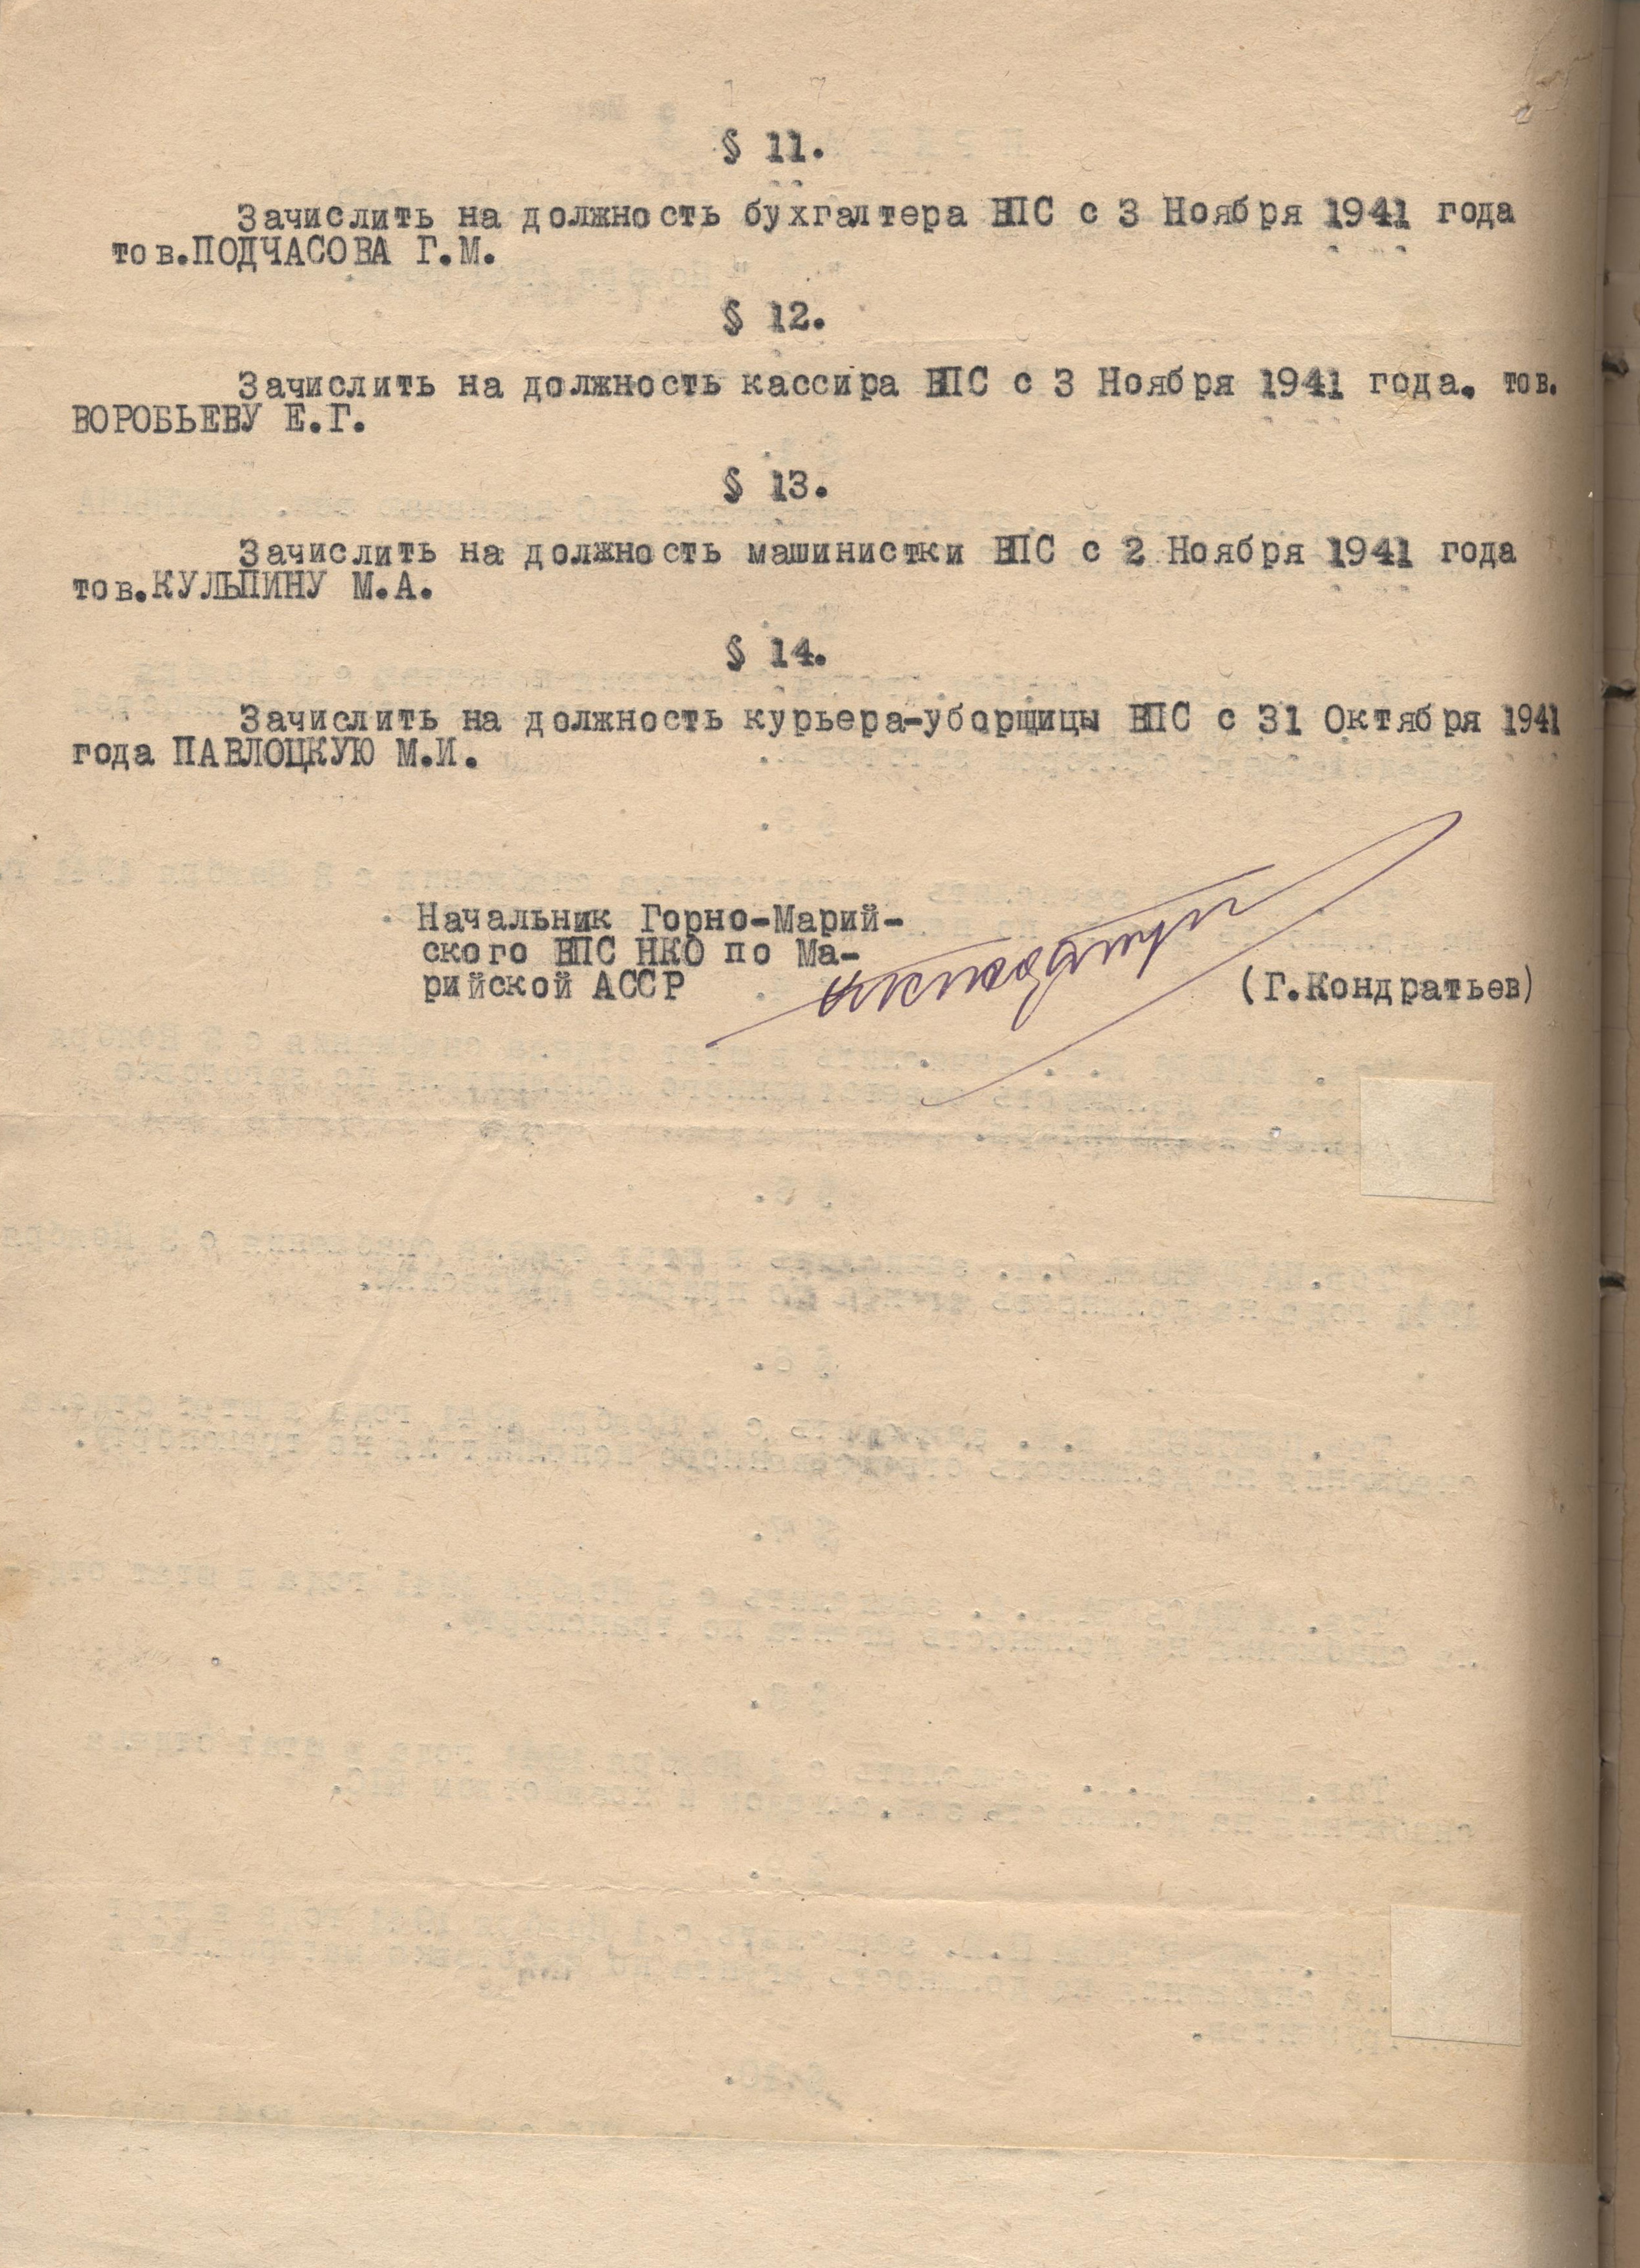 § 11.
Зачислить на должность бухгалтера ВПС с 3 Ноября 1941 года
тов.ПОДЧАСОВА Г.М.
§ 12.
Зачислить на должность кассира ВПС с 3 Ноября 1941 года. тов.
ВОРОБЬЕВУ Е.Г.
§ 13.
Зачислить на должность машинистки ВПС с 2 Ноября 1941 года
тов.КУЛЬПИНУ М.А.
§ 14.
Зачислить на должность курьера-уборщицы ВПС с 31 Октября 1941
года ПАВЛОЦКУЮ М.И.
Начальник Горно-Марий-
ского ВПС НКО по Ма-
рийской АССР
(Г.Кондратьев)